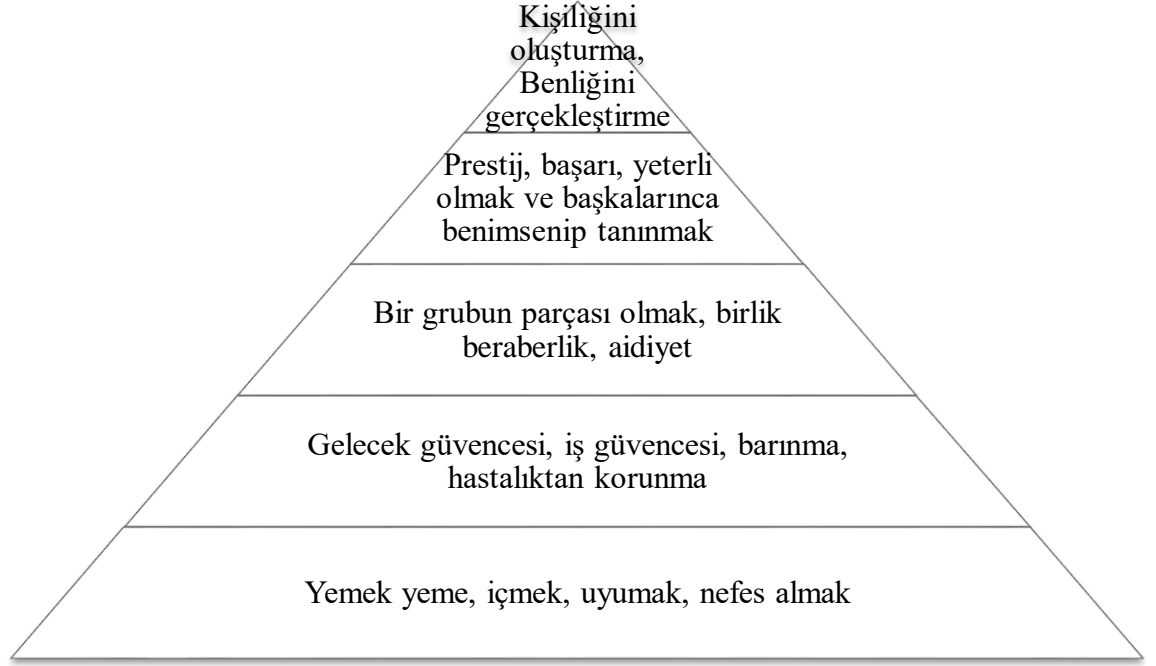 Kişiliğini
oluşturma,
Benliğini
gerçekleştirme
Prestij, başarı, yeterli
olmak ve başkalarınca
benimsenip tanınmak
Bir grubun parçası olmak, birlik
beraberlik, aidiyet
Gelecek güvencesi, iş güvencesi, barınma,
hastalıktan korunma
Yemek yeme, içmek, uyumak, nefes almak